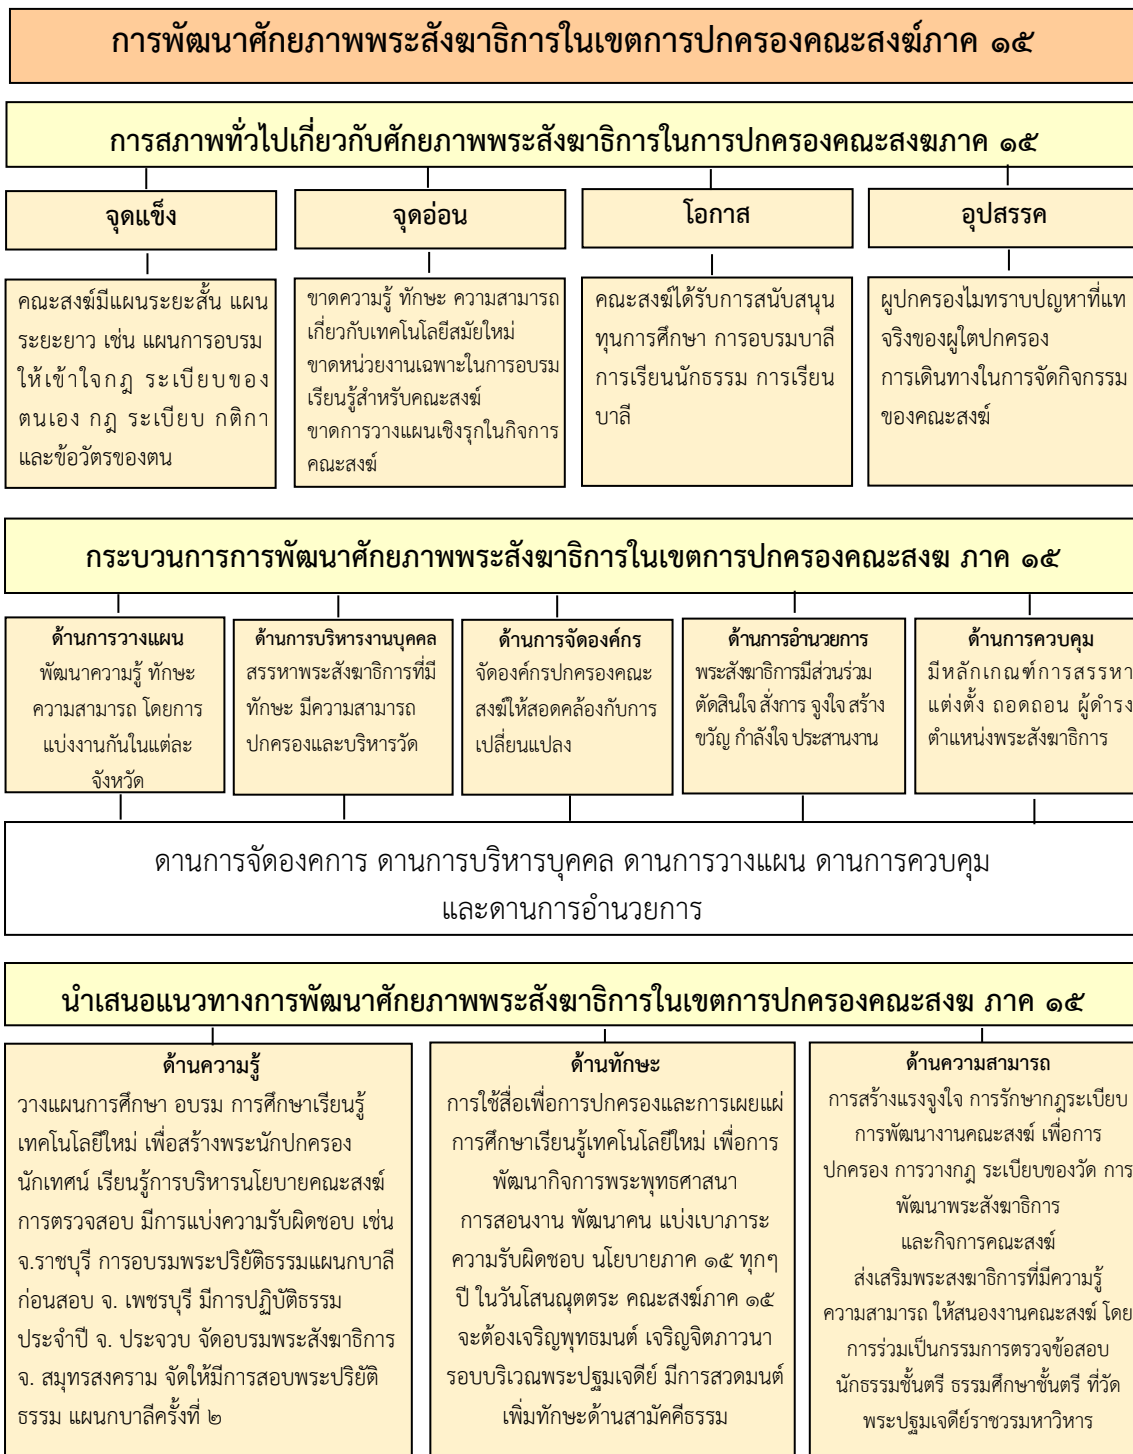 การพัฒนาศักยภาพพระสังฆาธิการในเขตการปกครองคณะสงฆ์ภาค ๑๕
การสภาพทั่วไปเกี่ยวกับศักยภาพพระสังฆาธิการในการปกครองคณะสงฆภาค ๑๕
จุดแข็ง
คณะสงฆ์มีแผนระยะสั้น แผน
ระยะยาว เช่น แผนการอบรม
ให้เข้าใจกฎ ระเบียบของ
ตนเอง กฎ ระเบียบ กติกา
และข้อวัตรของตน
จุดอ่อน
ขาดความรู้ ทักษะ ความสามารถ
เกี่ยวกับเทคโนโลยีสมัยใหม่
ขาดหน่วยงานเฉพาะในการอบรม
เรียนรู้สำหรับคณะสงฆ์
ขาดการวางแผนเชิงรุกในกิจการ
คณะสงฆ์
โอกาส
คณะสงฆ์ได้รับการสนับสนุน
ทุนการศึกษา การอบรมบาลี
การเรียนนักธรรม การเรียน
บาลี
อุปสรรค
ผูปกครองไมทราบปญหาที่แท
จริงของผูใตปกครอง
การเดินทางในการจัดกิจกรรม
ของคณะสงฆ์
กระบวนการการพัฒนาศักยภาพพระสังฆาธิการในเขตการปกครองคณะสงฆ ภาค ๑๕
ด้านการวางแผน
พัฒนาความรู้ ทักษะ
ความสามารถ โดยการ
แบ่งงานกันในแต่ละ
จังหวัด
ด้านการบริหารงานบุคคล
สรรหาพระสังฆาธิการที่มี
ทักษะ มีความสามารถ
ปกครองและบริหารวัด
ด้านการจัดองค์กร
จัดองค์กรปกครองคณะ
สงฆ์ให้สอดคล้องกับการ
เปลี่ยนแปลง
ด้านการอำนวยการ
พระสังฆาธิการมีส่วนร่วม
ตัดสินใจ สั่งการ จูงใจ สร้าง
ขวัญ กำลังใจ ประสานงาน
ด้านการควบคุม
มีหลักเกณฑ์การสรรหา
แต่งตั้ง ถอดถอน ผู้ดำรง
ตำแหน่งพระสังฆาธิการ
ดานการจัดองคการ ดานการบริหารบุคคล ดานการวางแผน ดานการควบคุม
และดานการอำนวยการ
นำเสนอแนวทางการพัฒนาศักยภาพพระสังฆาธิการในเขตการปกครองคณะสงฆ ภาค ๑๕
ด้านความรู้
วางแผนการศึกษา อบรม การศึกษาเรียนรู้
เทคโนโลยีใหม่ เพื่อสร้างพระนักปกครอง
นักเทศน์ เรียนรู้การบริหารนโยบายคณะสงฆ์
การตรวจสอบ มีการแบ่งความรับผิดชอบ เช่น
จ.ราชบุรี การอบรมพระปริยัติธรรมแผนกบาลี
ก่อนสอบ จ. เพชรบุรี มีการปฏิบัติธรรม
ประจำปี จ. ประจวบ จัดอบรมพระสังฆาธิการ
จ. สมุทรสงคราม จัดให้มีการสอบพระปริยัติ
ธรรม แผนกบาลีครั้งที่ ๒
ด้านทักษะ
การใช้สื่อเพื่อการปกครองและการเผยแผ่
การศึกษาเรียนรู้เทคโนโลยีใหม่ เพื่อการ
พัฒนากิจการพระพุทธศาสนา
การสอนงาน พัฒนาคน แบ่งเบาภาระ
ความรับผิดชอบ นโยบายภาค ๑๕ ทุกๆ
ปี ในวันโสนณุตตระ คณะสงฆ์ภาค ๑๕
จะต้องเจริญพุทธมนต์ เจริญจิตภาวนา
รอบบริเวณพระปฐมเจดีย์ มีการสวดมนต์
เพิ่มทักษะด้านสามัคคีธรรม
ด้านความสามารถ
การสร้างแรงจูงใจ การรักษากฎระเบียบ
การพัฒนางานคณะสงฆ์ เพื่อการ
ปกครอง การวางกฎ ระเบียบของวัด การ
พัฒนาพระสังฆาธิการ
และกิจการคณะสงฆ์
ส่งเสริมพระสงฆาธิการที่มีความรู้
ความสามารถ ให้สนองงานคณะสงฆ์ โดย
การร่วมเป็นกรรมการตรวจข้อสอบ
นักธรรมชั้นตรี ธรรมศึกษาชั้นตรี ที่วัด
พระปฐมเจดีย์ราชวรมหาวิหาร